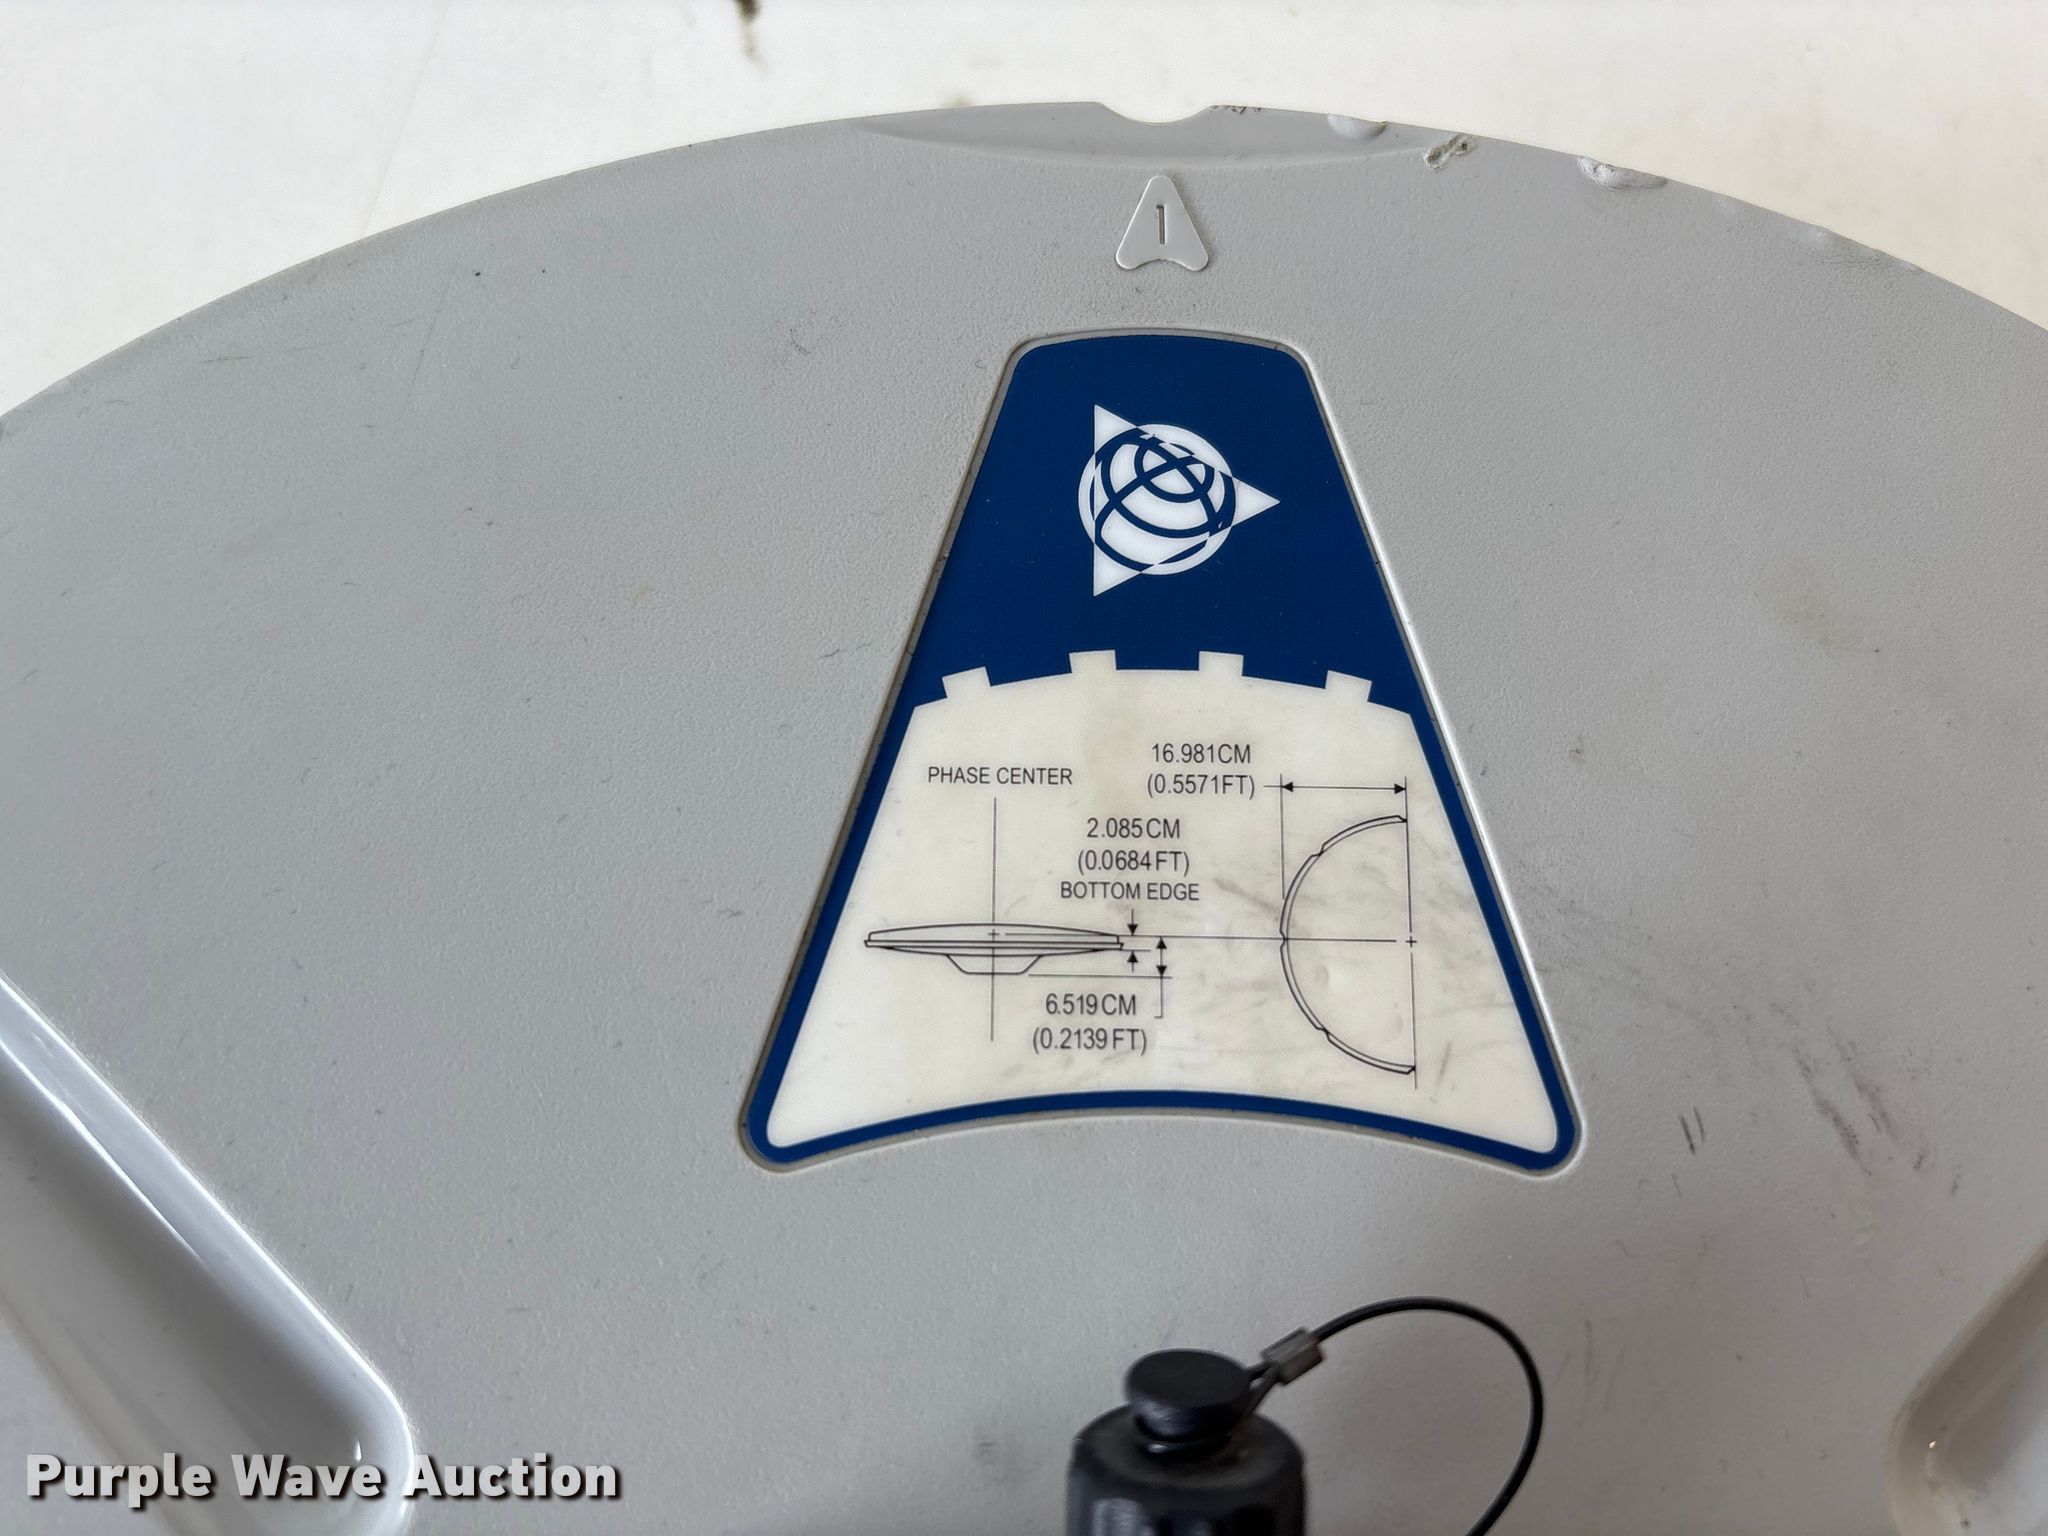 1
PHASE CENTER
16.981CM
(0.5571FT)
2.085CM
(0.0684FT)
BOTTOM EDGE
6.519CM
(0.2139FT)
Purple Wave Auction